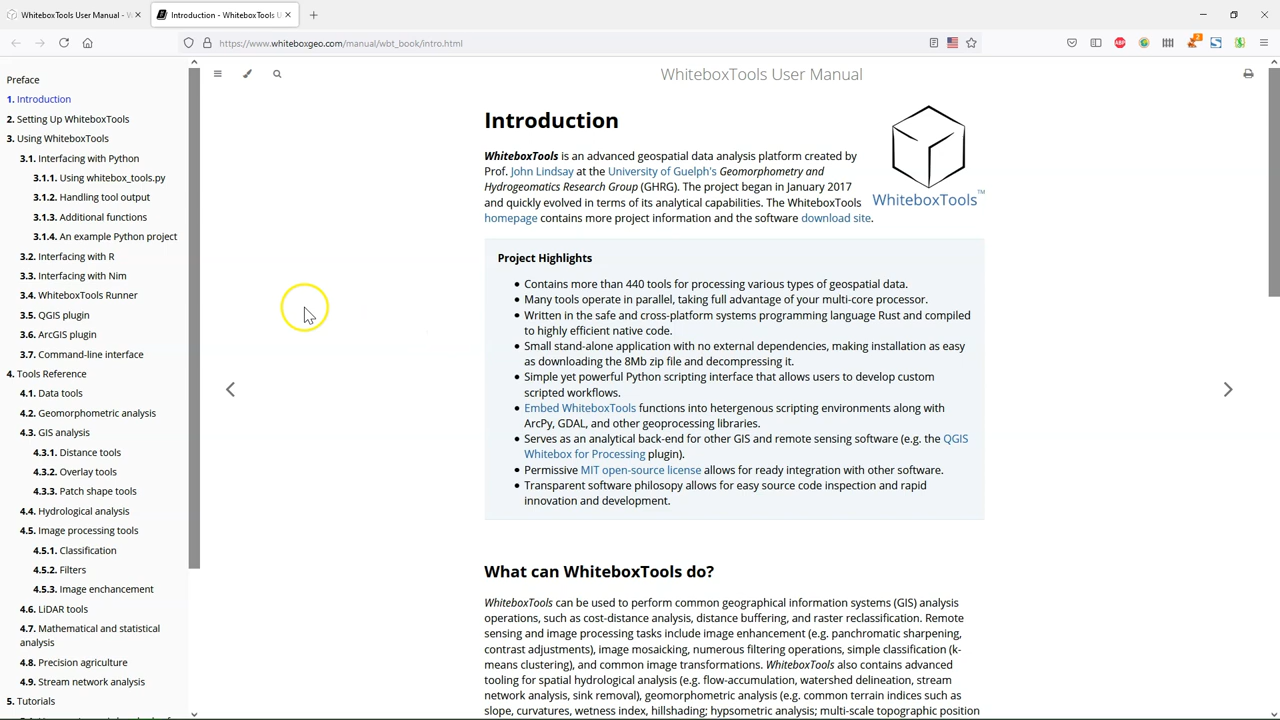 WhiteboxTools User Manual - W
Introduction - WhiteboxTools U
https://www.whiteboxgeo.com/manual/wbt_book/intro.html
2
Preface
1. Introduction
2. Setting Up WhiteboxTools
3. Using WhiteboxTools
3.1. Interfacing with Python
3.1.1. Using whitebox_tools.py
3.1.2. Handling tool output
3.1.3. Additional functions
3.1.4. An example Python project
3.2. Interfacing with R
3.3. Interfacing with Nim
3.4. WhiteboxTools Runner
3.5. QGIS plugin
3.6. ArcGIS plugin
3.7. Command-line interface
4. Tools Reference
4.1. Data tools
4.2. Geomorphometric analysis
4.3. GIS analysis
4.3.1. Distance tools
4.3.2. Overlay tools
4.3.3. Patch shape tools
4.4. Hydrological analysis
4.5. Image processing tools
4.5.1. Classification
4.5.2. Filters
4.5.3. Image enchancement
4.6. LiDAR tools
4.7. Mathematical and statistical
analysis
4.8. Precision agriculture
4.9. Stream network analysis
5. Tutorials
WhiteboxTools User Manual
Introduction
WhiteboxTools is an advanced geospatial data analysis platform created by
Prof. John Lindsay at the University of Guelph's Geomorphometry and
Hydrogeomatics Research Group (GHRG). The project began in January 2017
and quickly evolved in terms of its analytical capabilities. The WhiteboxTools
homepage contains more project information and the software download site.
WhiteboxTools™
Project Highlights
• Contains more than 440 tools for processing various types of geospatial data.
• Many tools operate in parallel, taking full advantage of your multi-core processor.
• Written in the safe and cross-platform systems programming language Rust and compiled
to highly efficient native code.
• Small stand-alone application with no external dependencies, making installation as easy
as downloading the 8Mb zip file and decompressing it.
• Simple yet powerful Python scripting interface that allows users to develop custom
scripted workflows.
• Embed WhiteboxTools functions into hetergenous scripting environments along with
ArcPy, GDAL, and other geoprocessing libraries.
• Serves as an analytical back-end for other GIS and remote sensing software (e.g. the QGIS
Whitebox for Processing plugin).
• Permissive MIT open-source license allows for ready integration with other software.
• Transparent software philosopy allows for easy source code inspection and rapid
innovation and development.
What can WhiteboxTools do?
WhiteboxTools can be used to perform common geographical information systems (GIS) analysis
operations, such as cost-distance analysis, distance buffering, and raster reclassification. Remote
sensing and image processing tasks include image enhancement (e.g. panchromatic sharpening,
contrast adjustments), image mosaicking, numerous filtering operations, simple classification (k-
means clustering), and common image transformations. WhiteboxTools also contains advanced
tooling for spatial hydrological analysis (e.g. flow-accumulation, watershed delineation, stream
network analysis, sink removal), geomorphometric analysis (e.g. common terrain indices such as
slope, curvatures, wetness index, hillshading; hypsometric analysis; multi-scale topographic position